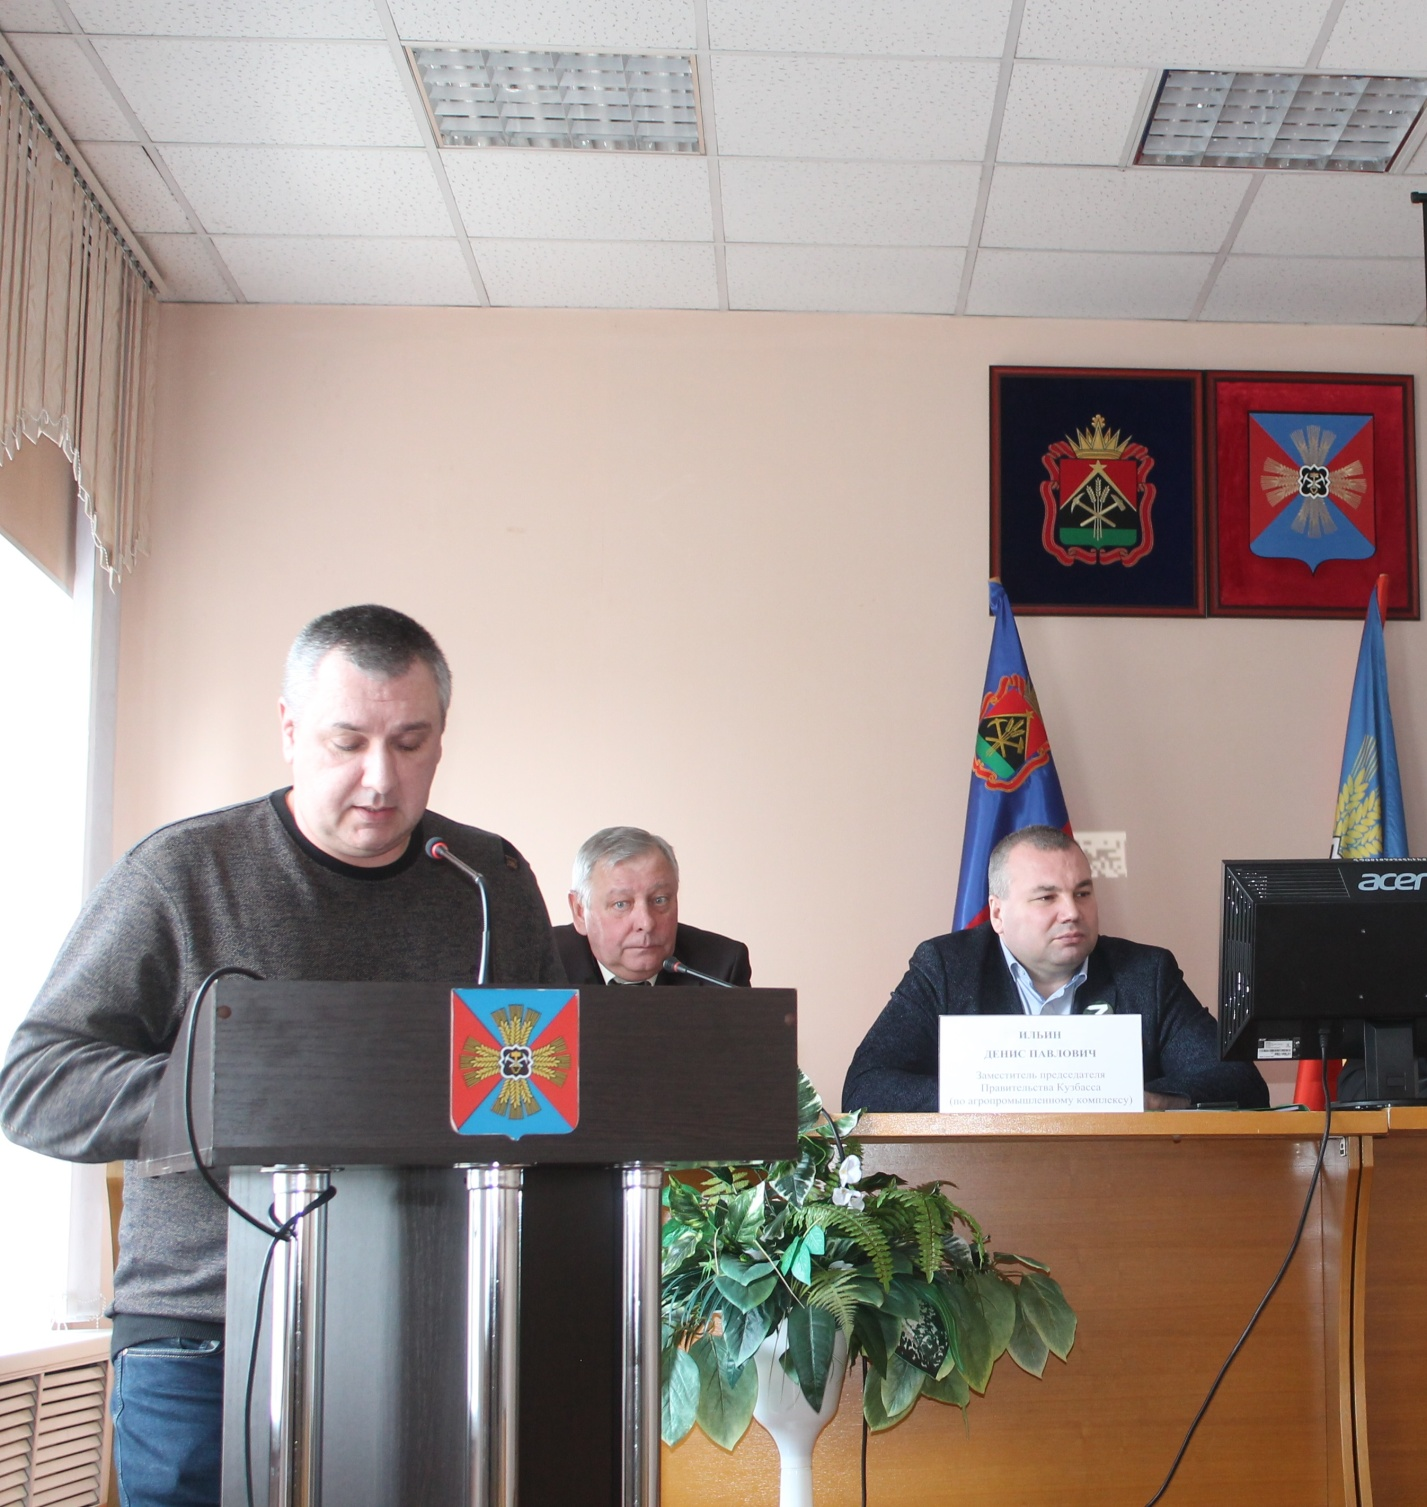 acer
ИЛЬИН
ДЕНИС ПАВЛОВИЧ
Заместитель председателя
Правительства Кузбасса
(по агропромышленному комплексу)